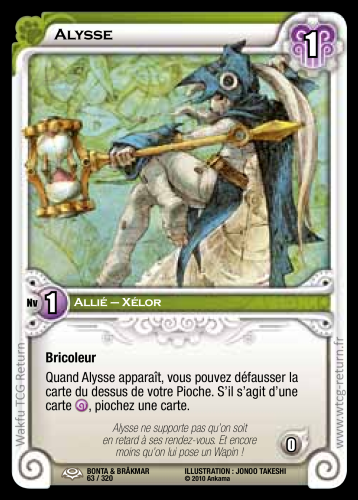 ALYSSE
1
Nv 1 ALLIÉ – XÉLOR
Bricoleur
Quand Alysse apparaît, vous pouvez défausser la
carte du dessus de votre Pioche. S'il s'agit d'une
carte , piochez une carte.
Alysse ne supporte pas qu'on soit
en retard à ses rendez-vous. Et encore
moins qu'on lui pose un Wapin !
0
BONTA & BRÂKMAR
63 / 320
ILLUSTRATION : JONOO TAKESHI
© 2010 Ankama
Wakfu TCG Return
www.wtcg-return.fr